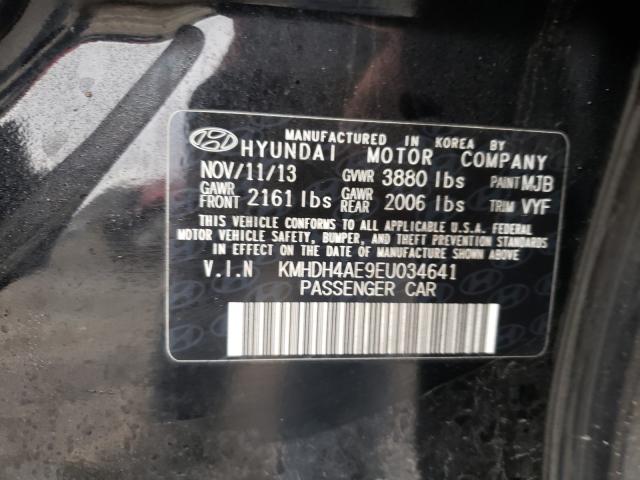 MANUFACTURED IN KOREA BY
HYUNDAI MOTOR COMPANY
NOV/11/13 GVWR 3880 lbs PAINT MJB
GAWR FRONT 2161 lbs GAWR REAR 2006 lbs TRIM VYF
THIS VEHICLE CONFORMS TO ALL APPLICABLE U.S.A. FEDERAL
MOTOR VEHICLE SAFETY, BUMPER, AND THEFT PREVENTION STANDARDS
IN EFFECT ON THE DATE OF MANUFACTURE SHOWN ABOVE
V.I.N KMHDH4AE9EU034641
PASSENGER CAR